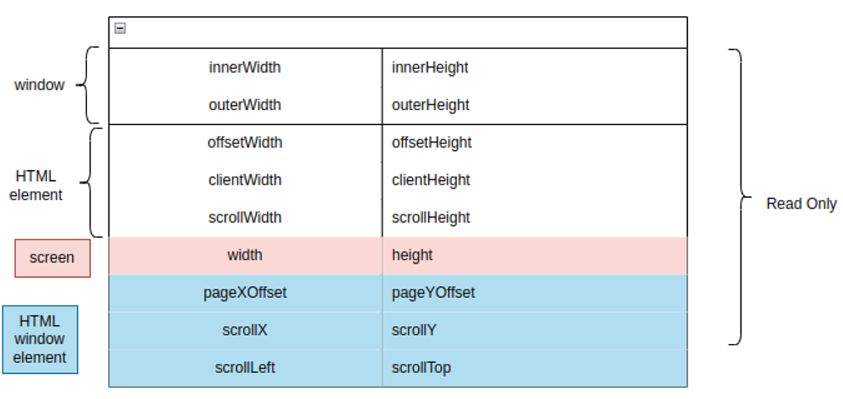 innerWidth innerHeight
window
outerWidth outerHeight
offsetWidth offsetHeight
HTML
element
clientWidth clientHeight
scrollWidth scrollHeight
Read Only
screen
width height
pageXOffset pageYOffset
HTML
window
element
scrollX scrollY
scrollLeft scrollTop